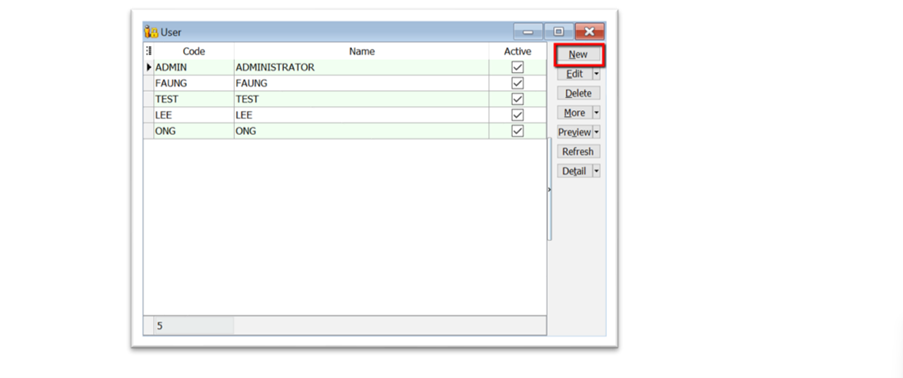 User
Code Name Active
ADMIN ADMINISTRATOR
FAUNG FAUNG
TEST TEST
LEE LEE
ONG ONG
5
New
Edit
Delete
More
Preview
Refresh
Detail